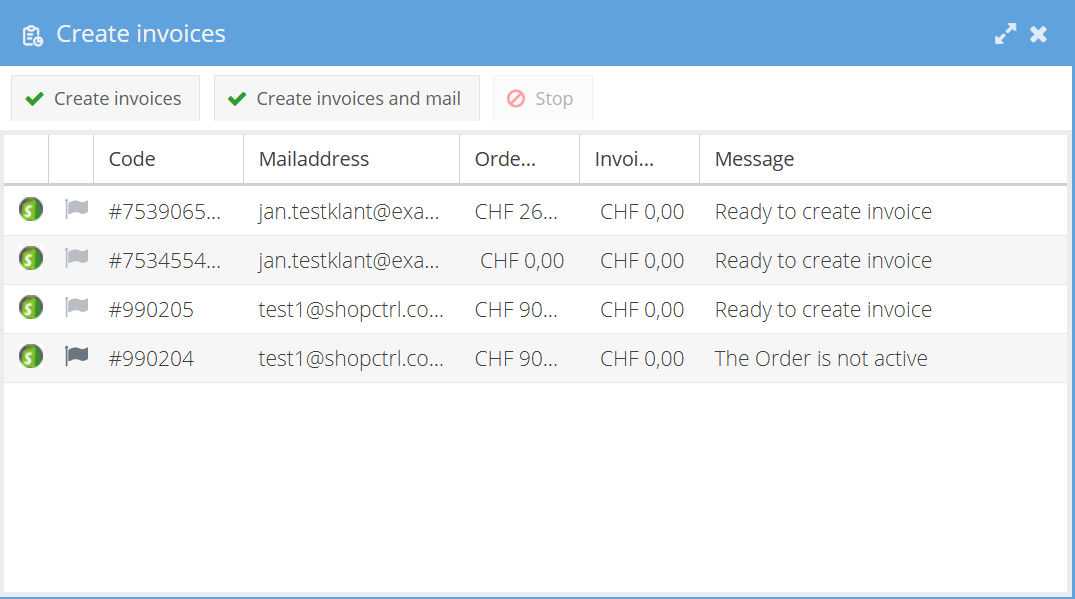 Create invoices
Create invoices Create invoices and mail Stop
Code Mailaddress Orde... Invoi... Message
#7539065... jan.testklant@exa... CHF 26... CHF 0,00 Ready to create invoice
#7534554... jan.testklant@exa... CHF 0,00 CHF 0,00 Ready to create invoice
#990205 test1@shopctrl.co... CHF 90... CHF 0,00 Ready to create invoice
#990204 test1@shopctrl.co... CHF 90... CHF 0,00 The Order is not active